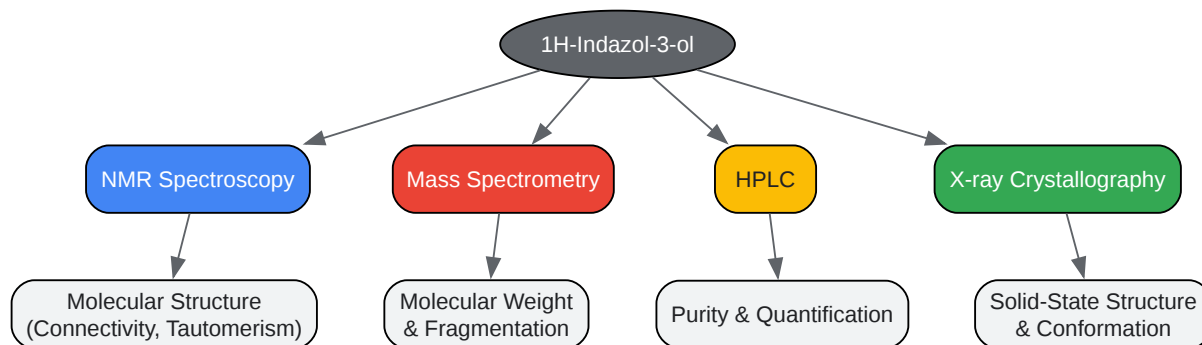 1H-Indazol-3-ol
NMR Spectroscopy
Mass Spectrometry
HPLC
X-ray Crystallography
Molecular Structure
(Connectivity, Tautomerism)
Molecular Weight
& Fragmentation
Purity & Quantification
Solid-State Structure
& Conformation